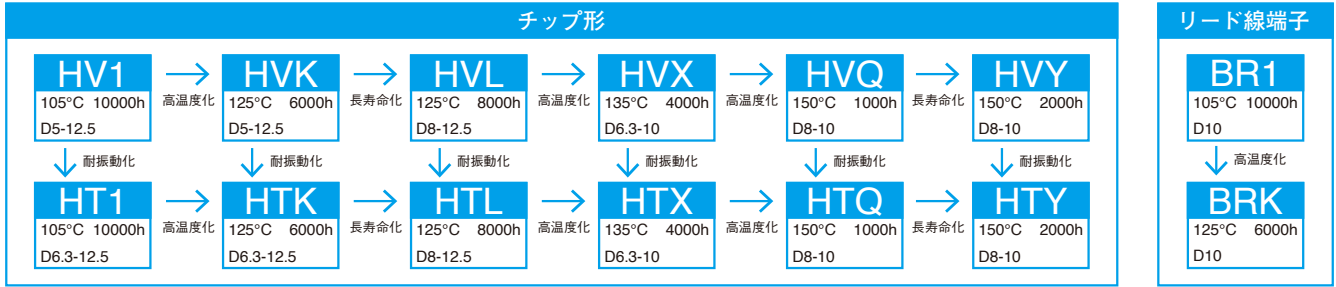 チップ形
リード線端子
HV1
HVK
HVL
HVX
HVQ
HVY
BR1
105°C 10000h
高温度化
125°C 6000h
長寿命化
125°C 8000h
高温度化
135°C 4000h
高温度化
150°C 1000h
長寿命化
150°C 2000h
105°C 10000h
D5-12.5
D5-12.5
D8-12.5
D6.3-10
D8-10
D8-10
D10
耐振動化
耐振動化
耐振動化
耐振動化
耐振動化
耐振動化
高温度化
HT1
HTK
HTL
HTX
HTQ
HTY
BRK
105°C 10000h
高温度化
125°C 6000h
長寿命化
125°C 8000h
高温度化
135°C 4000h
高温度化
150°C 1000h
長寿命化
150°C 2000h
125°C 6000h
D6.3-12.5
D6.3-12.5
D8-12.5
D6.3-10
D8-10
D8-10
D10